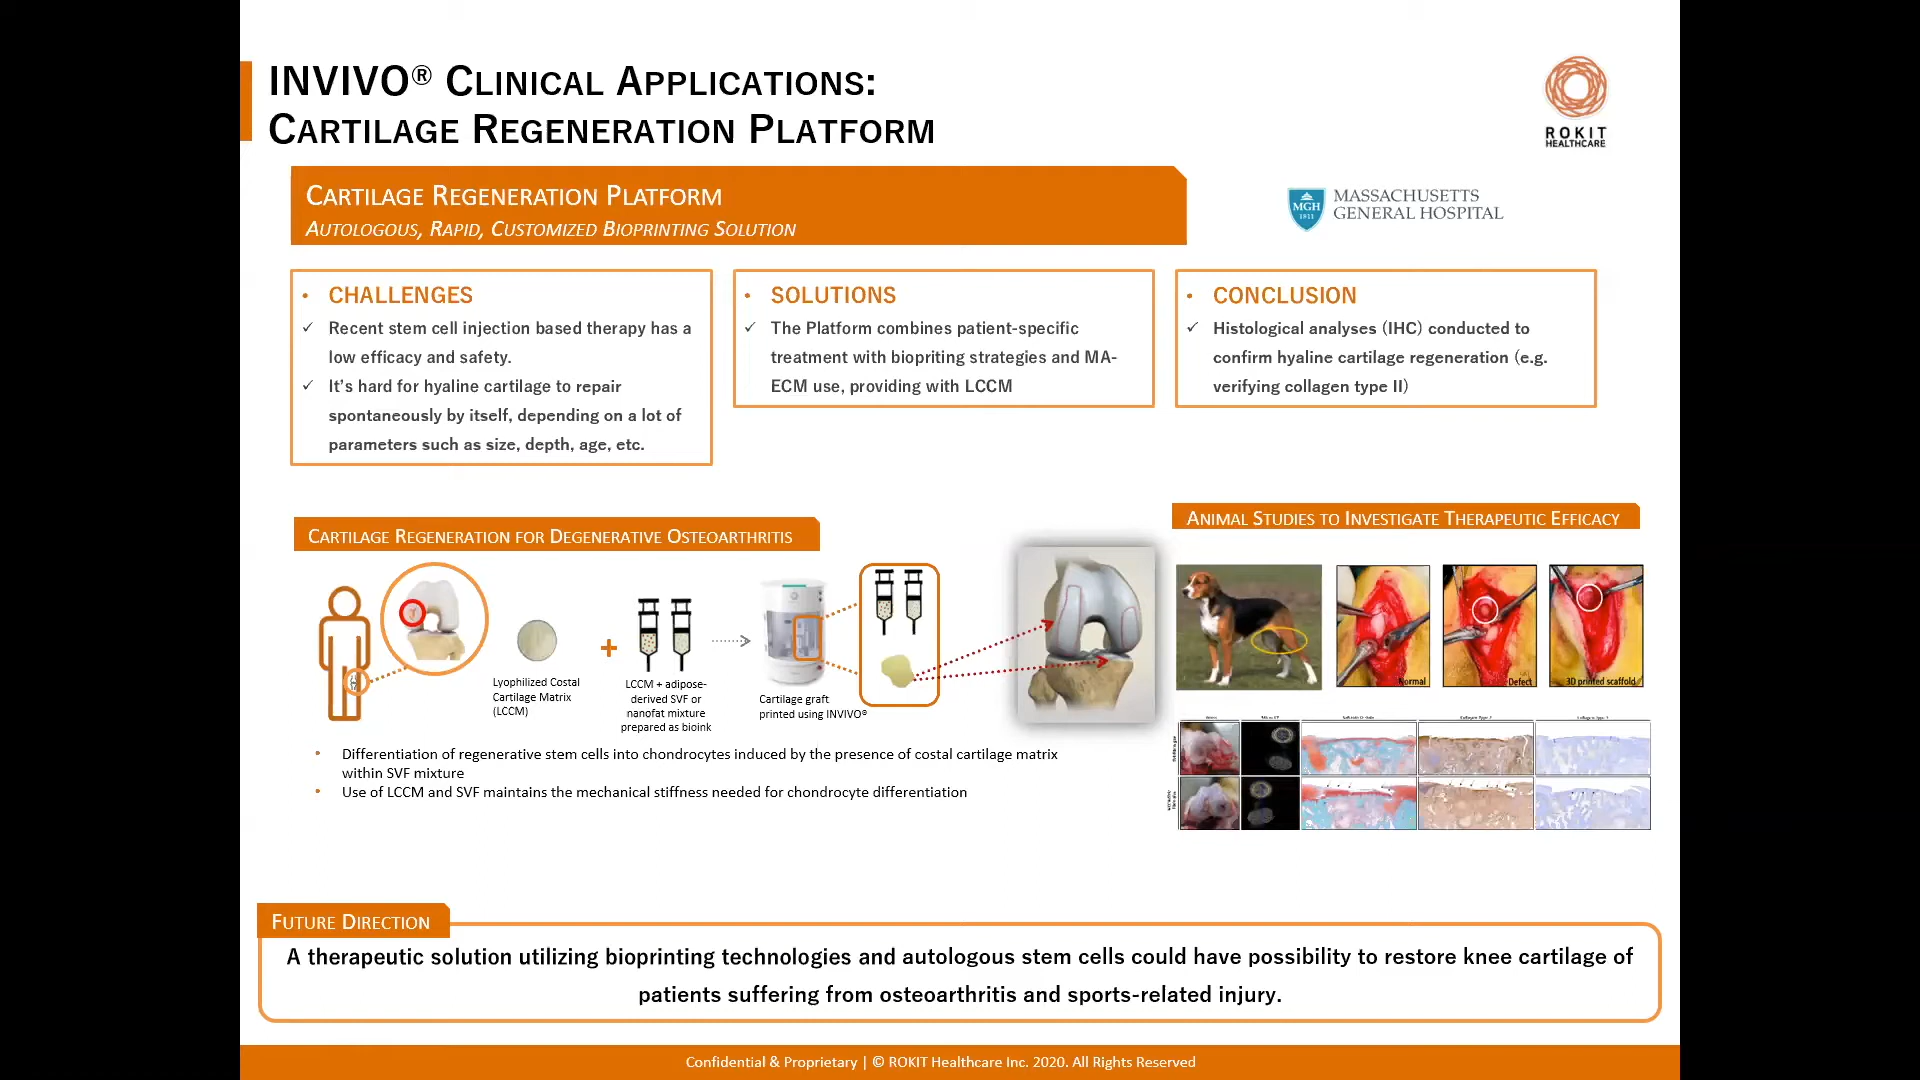 INVIVO® CLINICAL APPLICATIONS:
CARTILAGE REGENERATION PLATFORM
ROKIT
HEALTHCARE
CARTILAGE REGENERATION PLATFORM
AUTOLOGOUS, RAPID, CUSTOMIZED BIOPRINTING SOLUTION
MGH
1811
MASSACHUSETTS
GENERAL HOSPITAL
• CHALLENGES
✓ Recent stem cell injection based therapy has a
low efficacy and safety.
✓ It’s hard for hyaline cartilage to repair
spontaneously by itself, depending on a lot of
parameters such as size, depth, age, etc.
• SOLUTIONS
✓ The Platform combines patient-specific
treatment with biopriting strategies and MA-
ECM use, providing with LCCM
• CONCLUSION
✓ Histological analyses (IHC) conducted to
confirm hyaline cartilage regeneration (e.g.
verifying collagen type II)
CARTILAGE REGENERATION FOR DEGENERATIVE OSTEOARTHRITIS
Lyophilized Costal
Cartilage Matrix
(LCCM)
+
LCCM + adipose-
derived SVF or
nanofat mixture
prepared as bioink
Cartilage graft
printed using INVIVO®
• Differentiation of regenerative stem cells into chondrocytes induced by the presence of costal cartilage matrix
within SVF mixture
• Use of LCCM and SVF maintains the mechanical stiffness needed for chondrocyte differentiation
ANIMAL STUDIES TO INVESTIGATE THERAPEUTIC EFFICACY
Normal
Defect
3D printed scaffold
FUTURE DIRECTION
A therapeutic solution utilizing bioprinting technologies and autologous stem cells could have possibility to restore knee cartilage of
patients suffering from osteoarthritis and sports-related injury.
Confidential & Proprietary | © ROKIT Healthcare Inc. 2020. All Rights Reserved